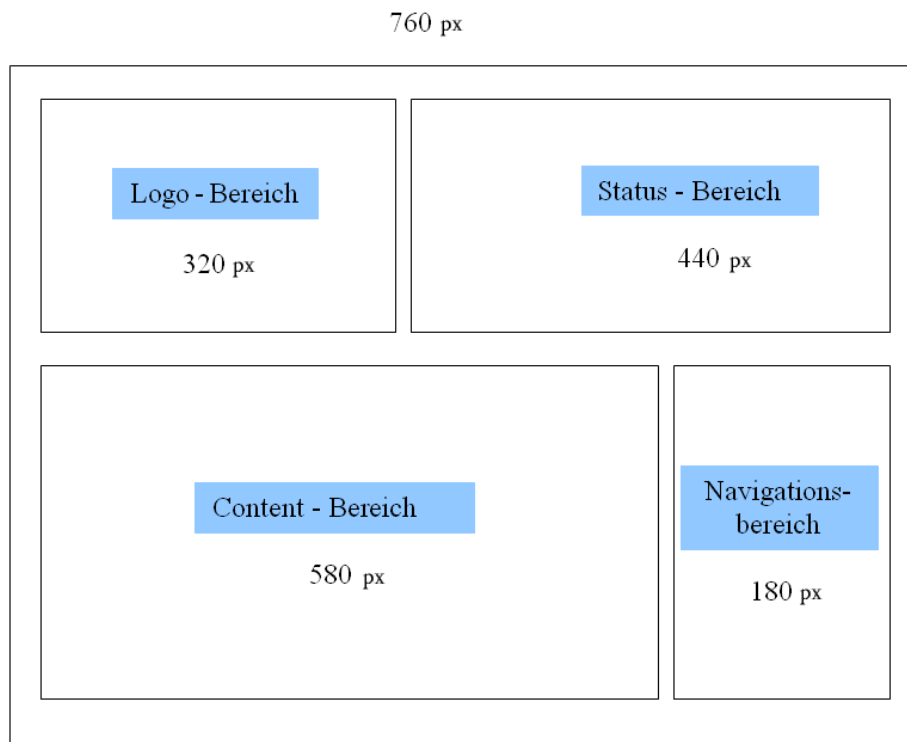 760 px
Logo - Bereich
320 px
Status - Bereich
440 px
Content - Bereich
580 px
Navigations-
bereich
180 px